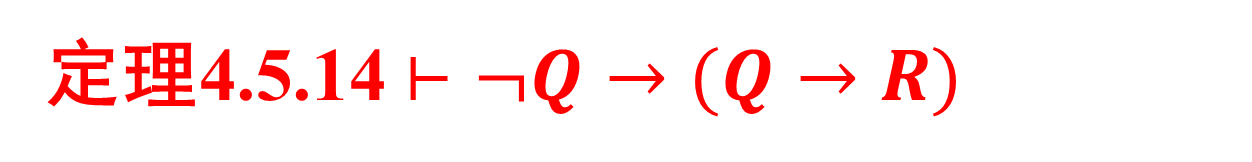 定理4.5.14 ⊢ ¬Q → (Q → R)